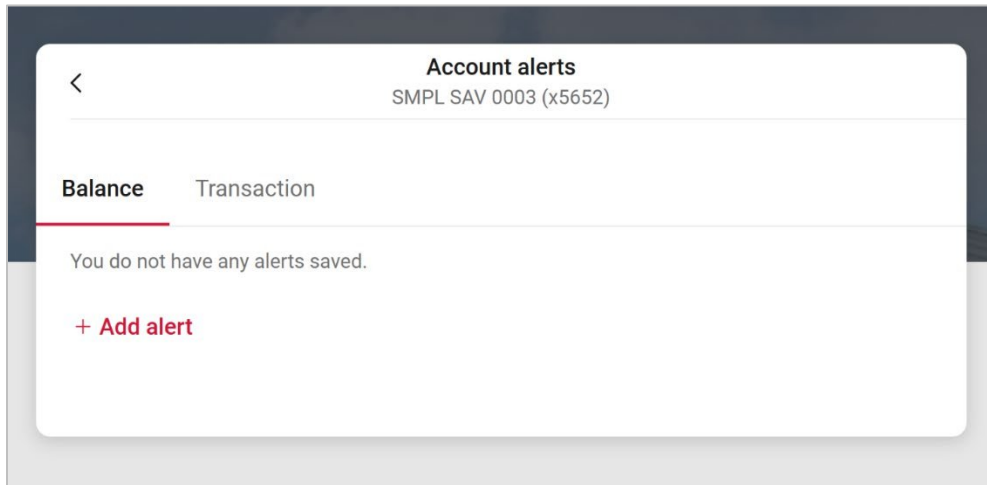 Account alerts
SMPL SAV 0003 (x5652)
Balance Transaction
You do not have any alerts saved.
+ Add alert